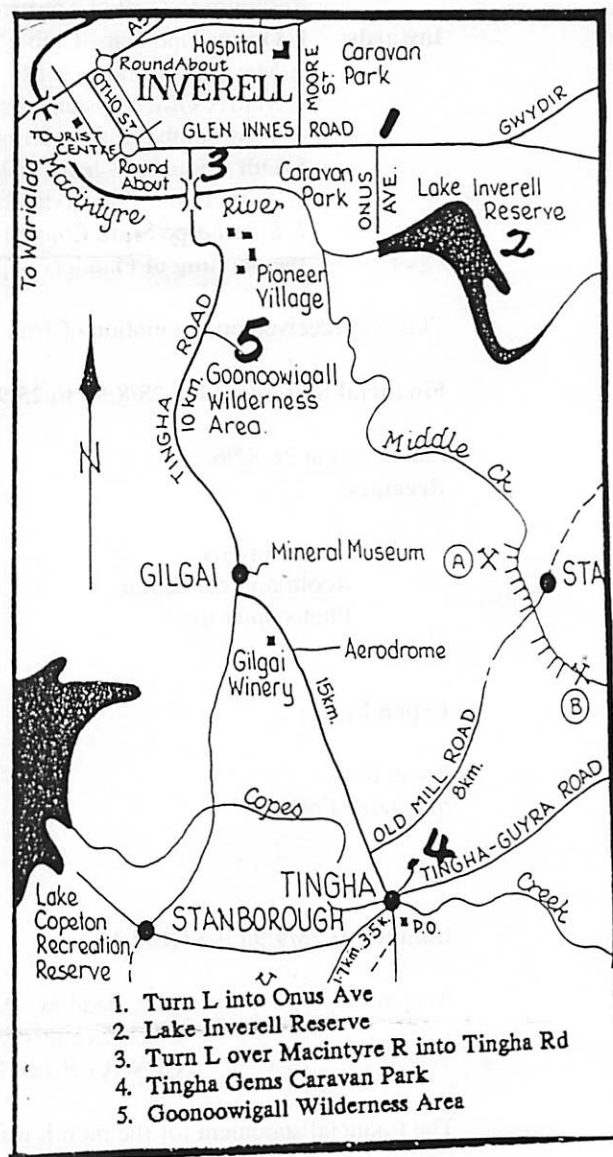 Hospital
MOORE ST.
Caravan
Park
RoundAbout
INVERELL
OTHO ST.
TOURIST
CENTRE
GLEN INNES ROAD
1
GWYDIR
Round
About
3
To Warialda
Macintyre
River
Caravan
Park
ONUS
AVE.
Lake Inverell
Reserve
2
Pioneer
Village
TINGHA ROAD
10 km.
5
Goonoowigall
Wilderness
Area.
N
Middle Ck
GILGAI
Mineral Museum
A
STA
Gilgai
Winery
Aerodrome
15km.
B
OLD MILL ROAD
8km.
Copes
4
TINGHA-GUYRA ROAD
TINGHA
Creek
Lake
Copeton
Recreation
Reserve
STANBOROUGH
1·7km. 3·5k.
P.O.
1. Turn L into Onus Ave
2. Lake Inverell Reserve
3. Turn L over Macintyre R into Tingha Rd
4. Tingha Gems Caravan Park
5. Goonoowigall Wilderness Area